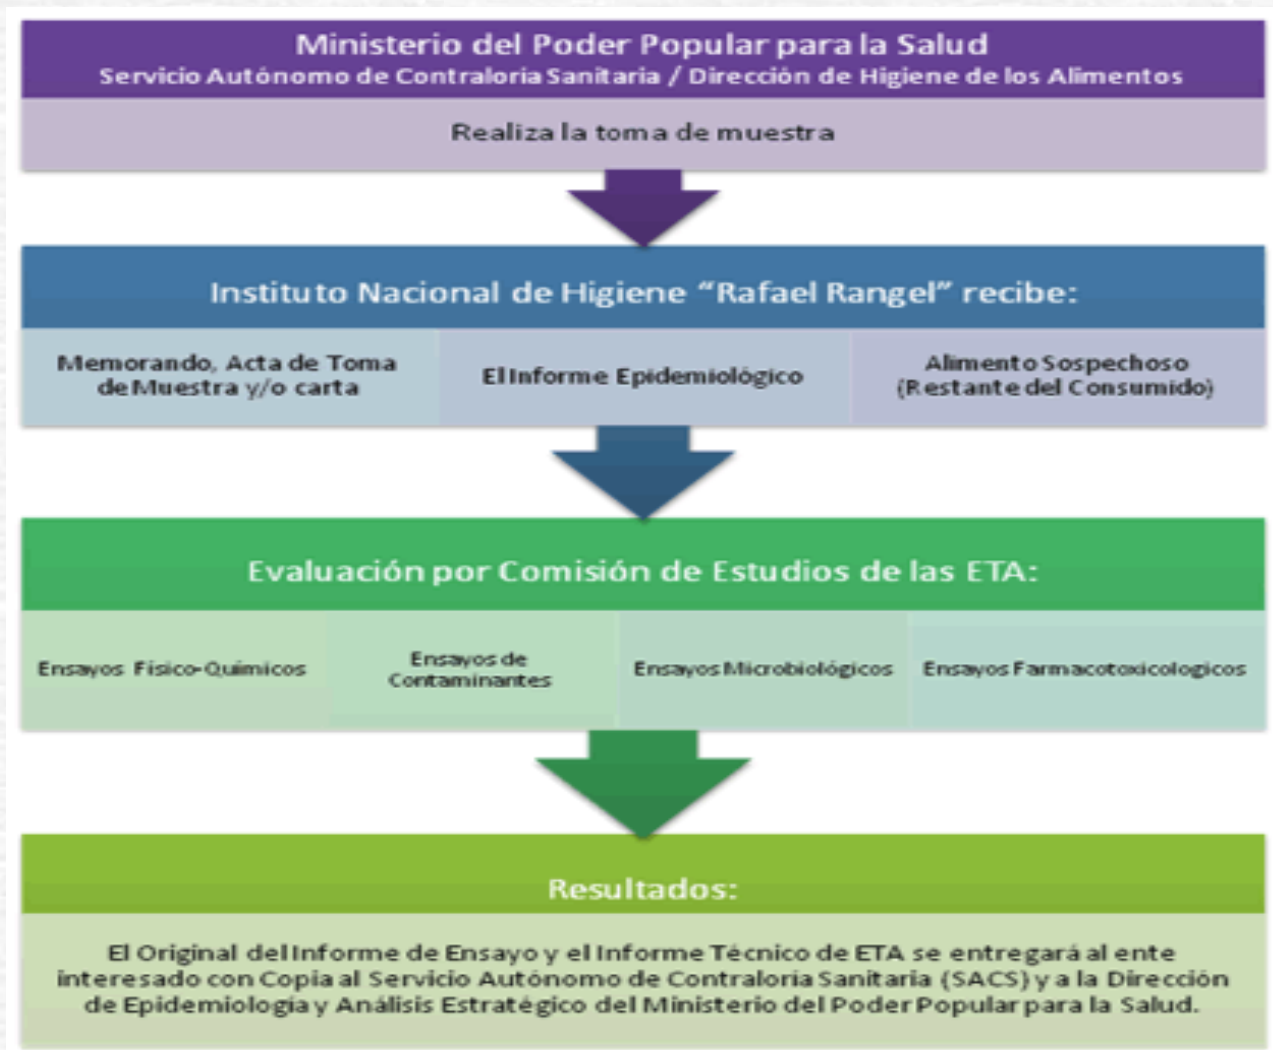 Ministerio del Poder Popular para la Salud
Servicio Autónomo de Contraloría Sanitaria / Dirección de Higiene de los Alimentos
Realiza la toma de muestra
Instituto Nacional de Higiene “Rafael Rangel” recibe:
Memorando, Acta de Toma
de Muestra y/o carta
El Informe Epidemiológico
Alimento Sospechoso
(Restante del Consumido)
Evaluación por Comisión de Estudios de las ETA:
Ensayos Físico-Químicos
Ensayos de
Contaminantes
Ensayos Microbiológicos
Ensayos Farmacotoxicologicos
Resultados:
El Original del Informe de Ensayo y el Informe Técnico de ETA se entregará al ente
interesado con Copia al Servicio Autónomo de Contraloría Sanitaria (SACS) y a la Dirección
de Epidemiología y Análisis Estratégico del Ministerio del Poder Popular para la Salud.